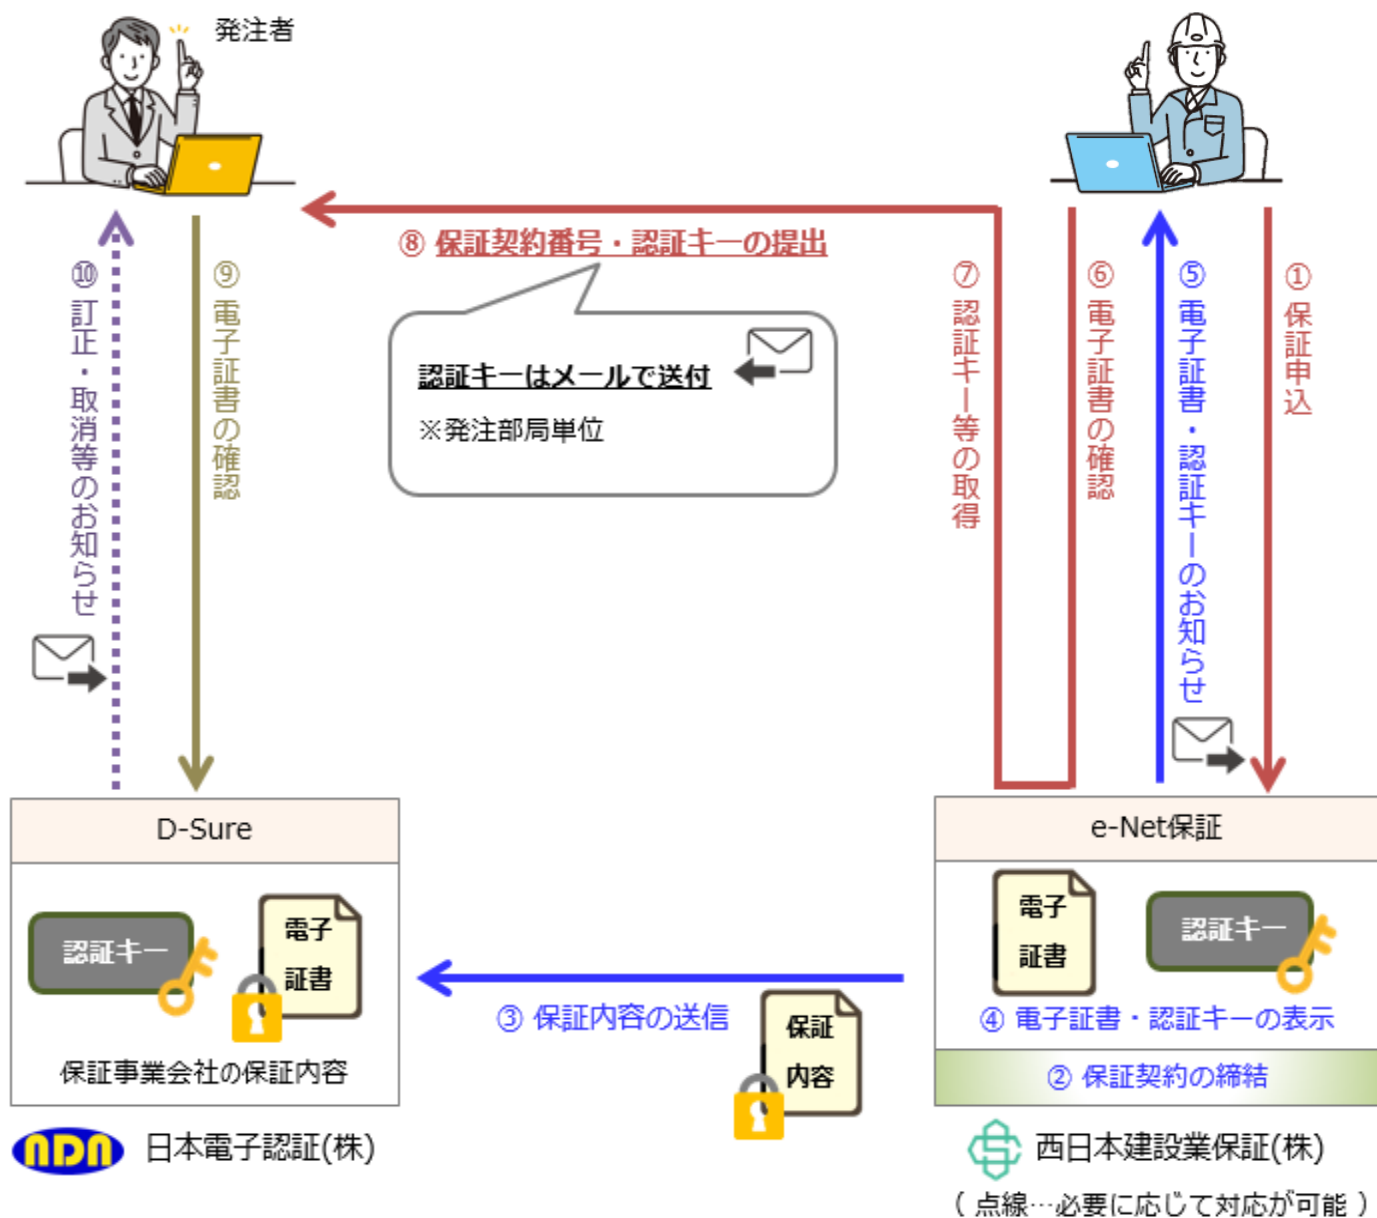 発注者
⑧ 保証契約番号・認証キーの提出
認証キーはメールで送付
※発注部局単位
⑩ 訂正・取消等のお知らせ
⑨ 電子証書の確認
⑦ 認証キー等の取得
⑥ 電子証書の確認
⑤ 電子証書・認証キーのお知らせ
① 保証申込
D-Sure
認証キー
電子
証書
保証事業会社の保証内容
NDN 日本電子認証(株)
③ 保証内容の送信
保証
内容
e-Net保証
電子
証書
認証キー
④ 電子証書・認証キーの表示
② 保証契約の締結
西日本建設業保証(株)
( 点線…必要に応じて対応が可能 )